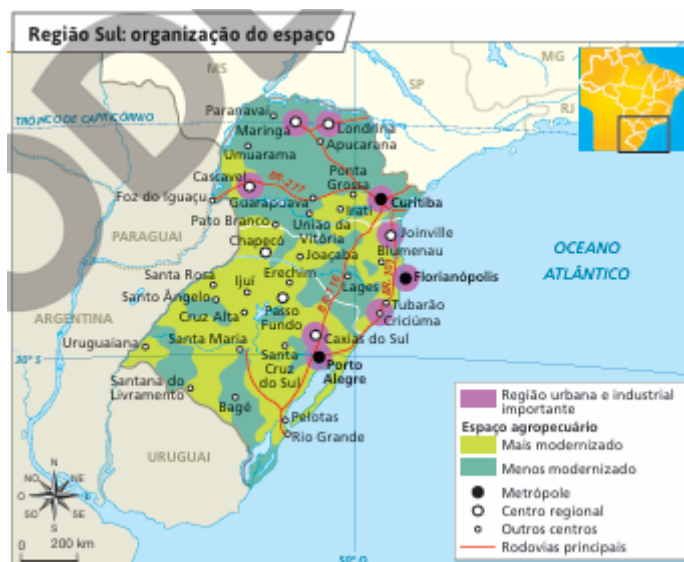 Região Sul: organização do espaço
MS
SP
MG
RJ
TRÓPICO DE CAPRICÓRNIO
Paranavaí
Maringá
Londrina
Apucarana
Umuarama
Cascavel
BR-277
Ponta
Grossa
Foz do Iguaçu
Guarapuava
Irati
Curitiba
Pato Branco
União da
Vitória
PARAGUAI
Chapecó
Joinville
Blumenau
Joaçaba
OCEANO
ATLÂNTICO
Santa Rosa
Ijuí
Erechim
Lages
Florianópolis
BR-116
BR-101
Santo Ângelo
Tubarão
Criciúma
ARGENTINA
Cruz Alta
Passo
Fundo
Caxias do Sul
Uruguaiana
Santa Maria
30° S
Santa
Cruz
do Sul
Porto
Alegre
Santana do
Livramento
Bagé
Pelotas
Rio Grande
URUGUAI
Região urbana e industrial
importante
Espaço agropecuário
Mais modernizado
Menos modernizado
Metrópole
Centro regional
Outros centros
Rodovias principais
N
NO
NE
O
E
SO
SE
S
0
200 km
50° O